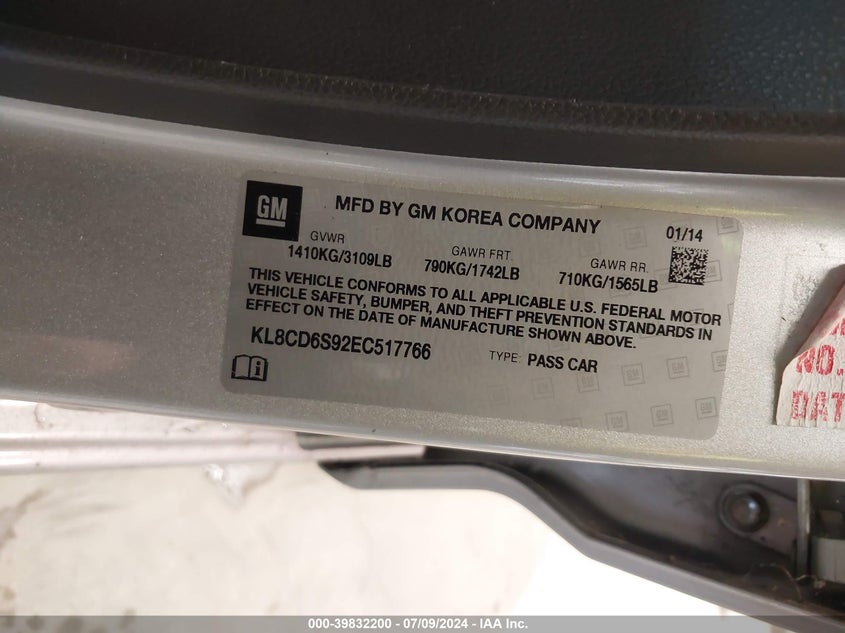 GM
MFD BY GM KOREA COMPANY
01/14
GVWR
1410KG/3109LB
GAWR FRT.
790KG/1742LB
GAWR RR.
710KG/1565LB
THIS VEHICLE CONFORMS TO ALL APPLICABLE U.S. FEDERAL MOTOR
VEHICLE SAFETY, BUMPER, AND THEFT PREVENTION STANDARDS IN
EFFECT ON THE DATE OF MANUFACTURE SHOWN ABOVE.
KL8CD6S92EC517766
TYPE: PASS CAR
NO.
DAT
000-39832200 - 07/09/2024 - IAA Inc.